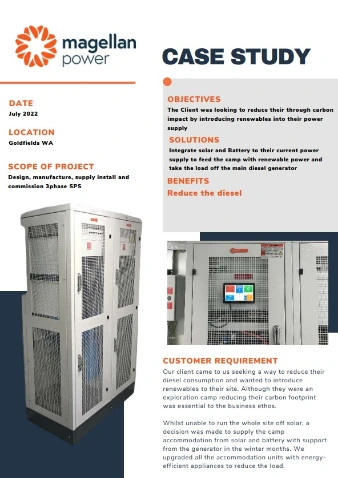 magellan
power
CASE STUDY
DATE
July 2022
LOCATION
Goldfields WA
SCOPE OF PROJECT
Design, manufacture, supply install and
commission 3phase SPS
OBJECTIVES
The Client was looking to reduce their through carbon
impact by introducing renewables into their power
supply
SOLUTIONS
Integrate solar and Battery to their current power
supply to feed the camp with renewable power and
take the load off the main diesel generator
BENEFITS
Reduce the diesel
CUSTOMER REQUIREMENT
Our client came to us seeking a way to reduce their
diesel consumption and wanted to introduce
renewables to their site. Although they were an
exploration camp reducing their carbon footprint
was essential to the business ethos.
Whilst unable to run the whole site off solar, a
decision was made to supply the camp
accommodation from solar and battery with support
from the generator in the winter months. We
upgraded all the accommodation units with energy-
efficient appliances to reduce the load.